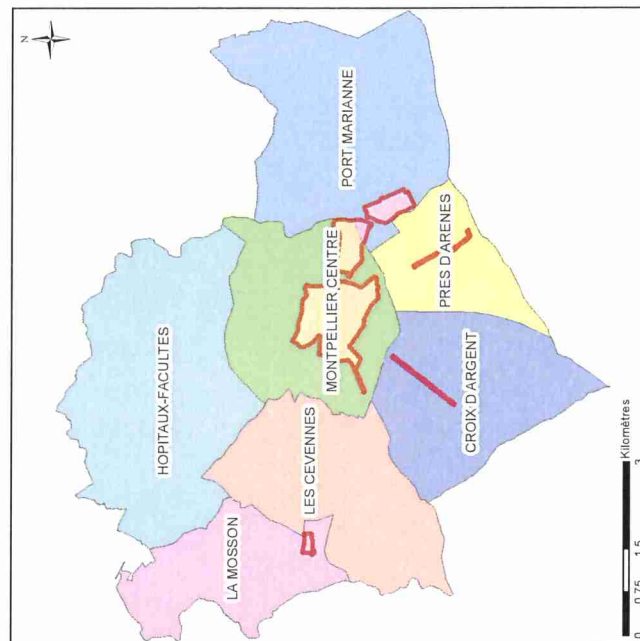 N
HOPITAUX-FACULTES
LA MOSSON
LES CEVENNES
MONTPELLIER CENTRE
PORT MARIANNE
CROIX D'ARGENT
PRES D'ARENES
0 0.75 1.5 3
Kilomètres